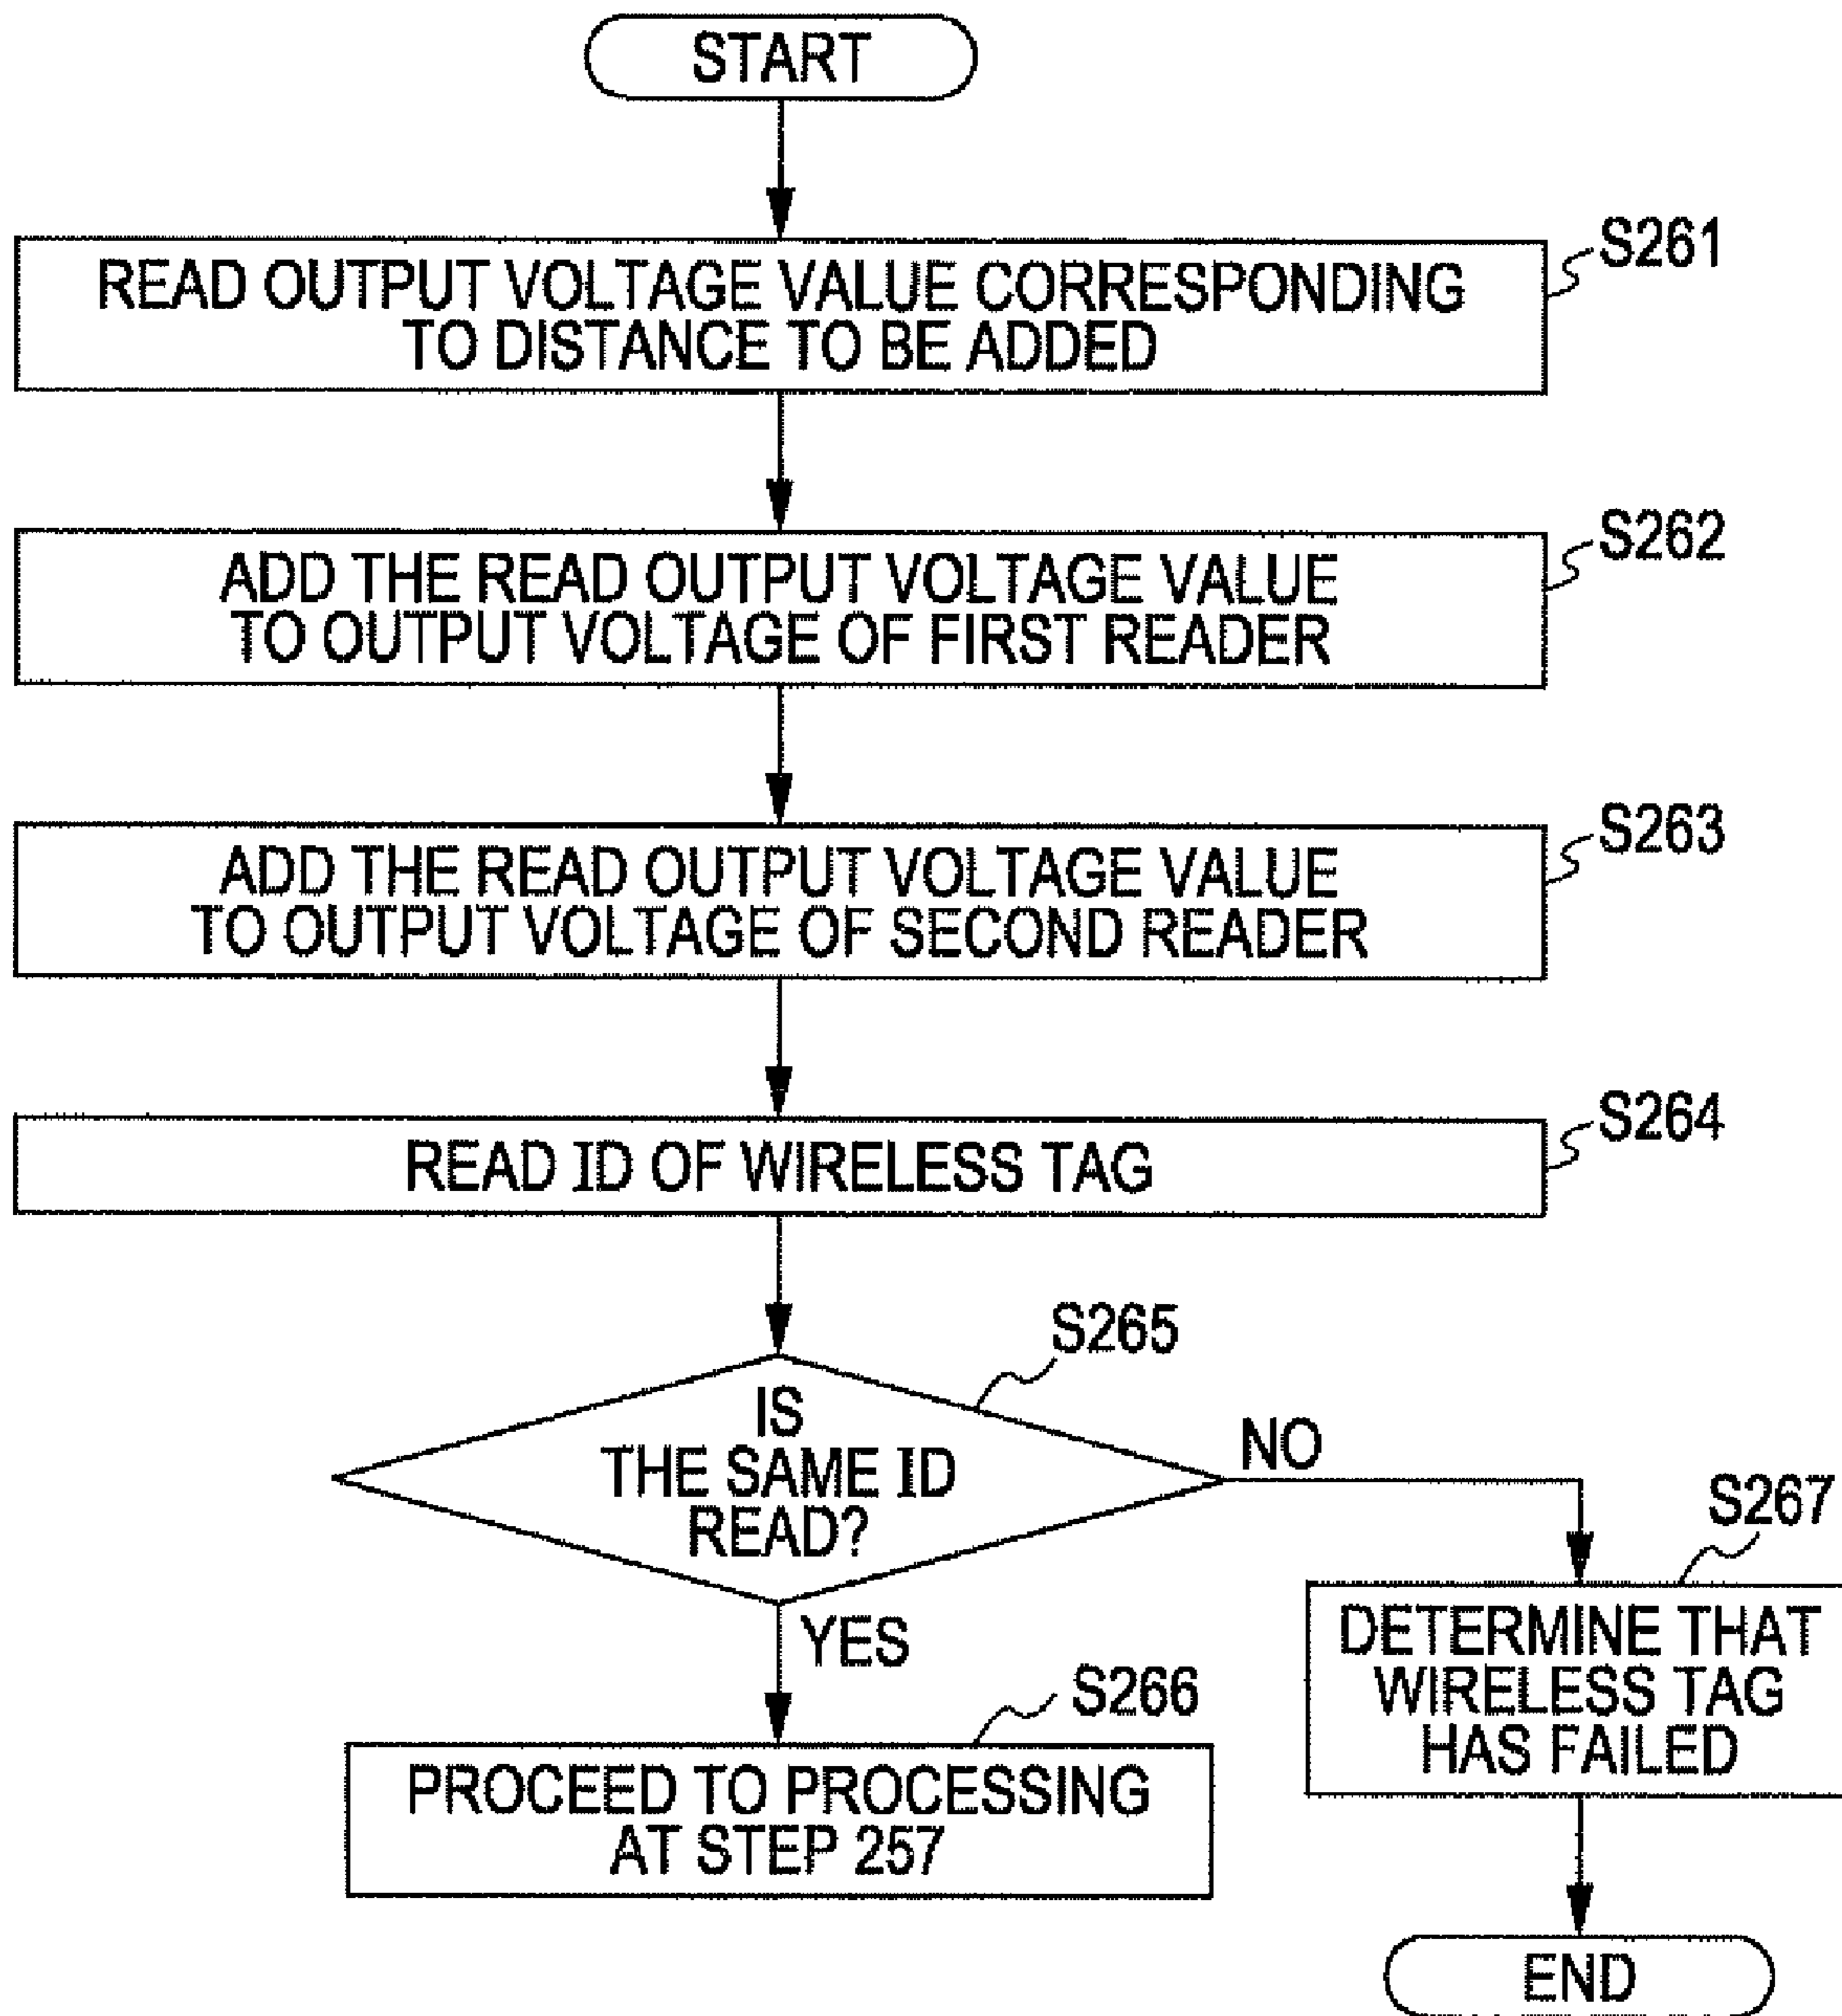 START
S261
READ OUTPUT VOLTAGE VALUE CORRESPONDING
TO DISTANCE TO BE ADDED
S262
ADD THE READ OUTPUT VOLTAGE VALUE
TO OUTPUT VOLTAGE OF FIRST READER
S263
ADD THE READ OUTPUT VOLTAGE VALUE
TO OUTPUT VOLTAGE OF SECOND READER
S264
READ ID OF WIRELESS TAG
S265
IS
THE SAME ID
READ?
NO
YES
S266
PROCEED TO PROCESSING
AT STEP 257
S267
DETERMINE THAT
WIRELESS TAG
HAS FAILED
END